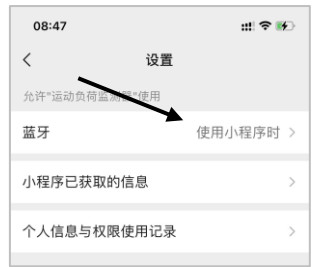 08:47
设置
允许"运动负荷监测器"使用
蓝牙
使用小程序时
小程序已获取的信息
个人信息与权限使用记录